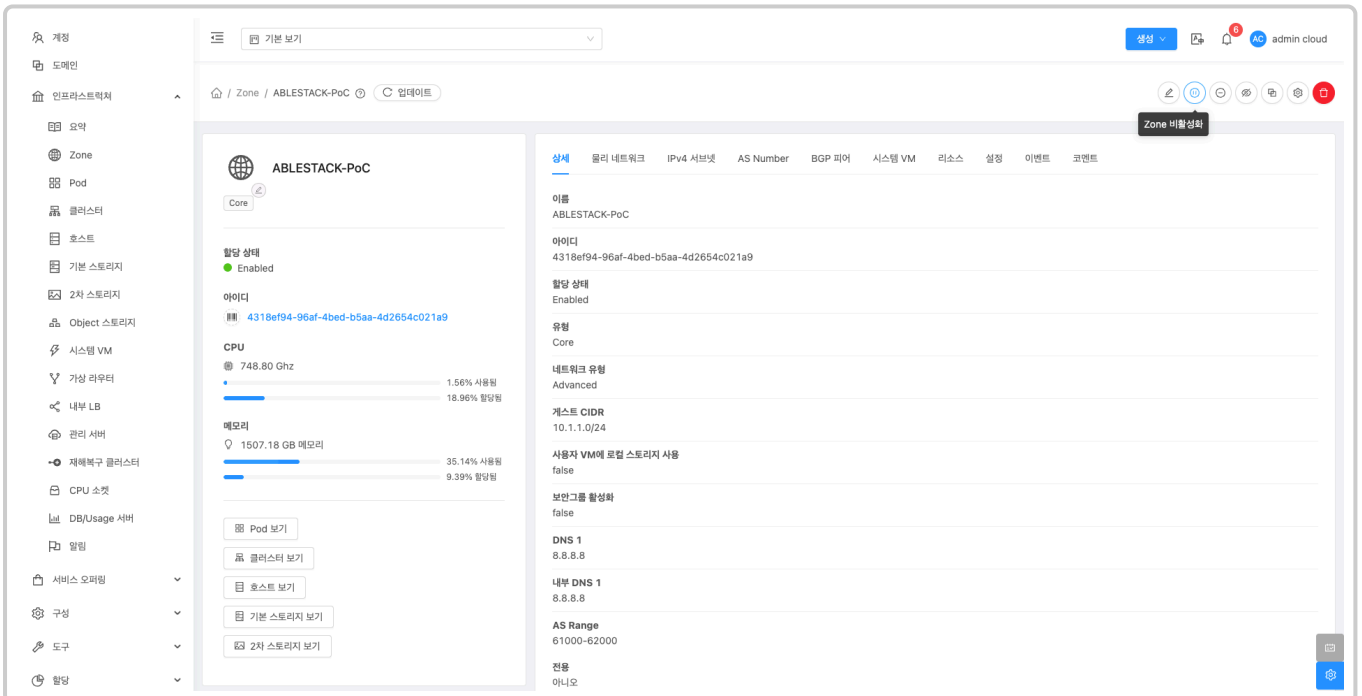 계정
도메인
인프라스트럭쳐
요약
Zone
Pod
클러스터
호스트
기본 스토리지
2차 스토리지
Object 스토리지
시스템 VM
가상 라우터
내부 LB
관리 서버
재해복구 클러스터
CPU 소켓
DB/Usage 서버
알림
서비스 오퍼링
구성
도구
할당
기본 보기
생성
6
AC
admin cloud
/ Zone / ABLESTACK-PoC
업데이트
Zone 비활성화
ABLESTACK-PoC
Core
할당 상태
Enabled
아이디
4318ef94-96af-4bed-b5aa-4d2654c021a9
CPU
748.80 Ghz
1.56% 사용됨
18.96% 할당됨
메모리
1507.18 GB 메모리
35.14% 사용됨
9.39% 할당됨
Pod 보기
클러스터 보기
호스트 보기
기본 스토리지 보기
2차 스토리지 보기
상세 물리 네트워크 IPv4 서브넷 AS Number BGP 피어 시스템 VM 리소스 설정 이벤트 코멘트
이름
ABLESTACK-PoC
아이디
4318ef94-96af-4bed-b5aa-4d2654c021a9
할당 상태
Enabled
유형
Core
네트워크 유형
Advanced
게스트 CIDR
10.1.1.0/24
사용자 VM에 로컬 스토리지 사용
false
보안그룹 활성화
false
DNS 1
8.8.8.8
내부 DNS 1
8.8.8.8
AS Range
61000-62000
전용
아니오